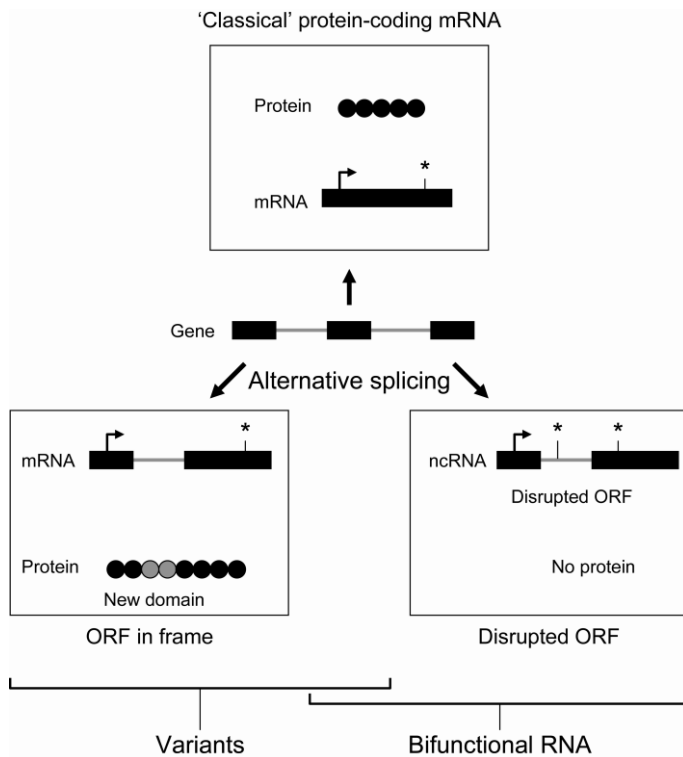 ‘Classical’ protein-coding mRNA
Protein
*
mRNA
Gene
Alternative splicing
*
mRNA
Protein
New domain
ORF in frame
* *
ncRNA
Disrupted ORF
No protein
Disrupted ORF
Variants
Bifunctional RNA